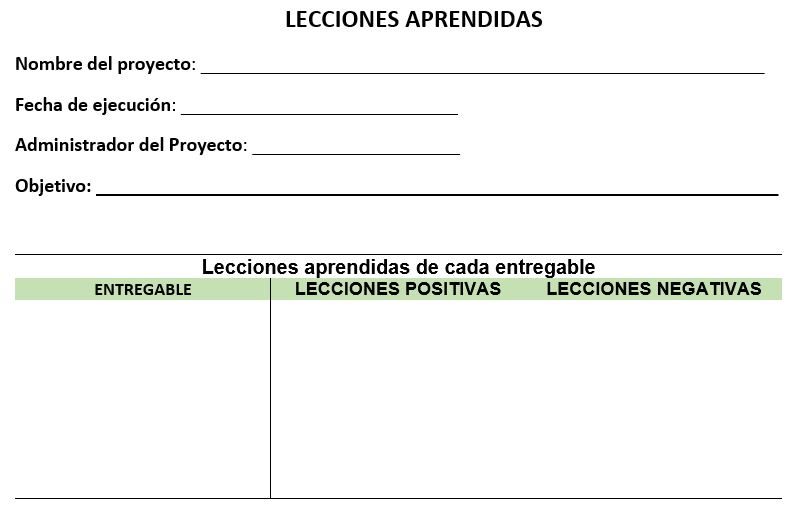 LECCIONES APRENDIDAS
Nombre del proyecto: ____________________
Fecha de ejecución: ____________________
Administrador del Proyecto: ____________________
Objetivo: ____________________
Lecciones aprendidas de cada entregable
ENTREGABLE LECCIONES POSITIVAS LECCIONES NEGATIVAS